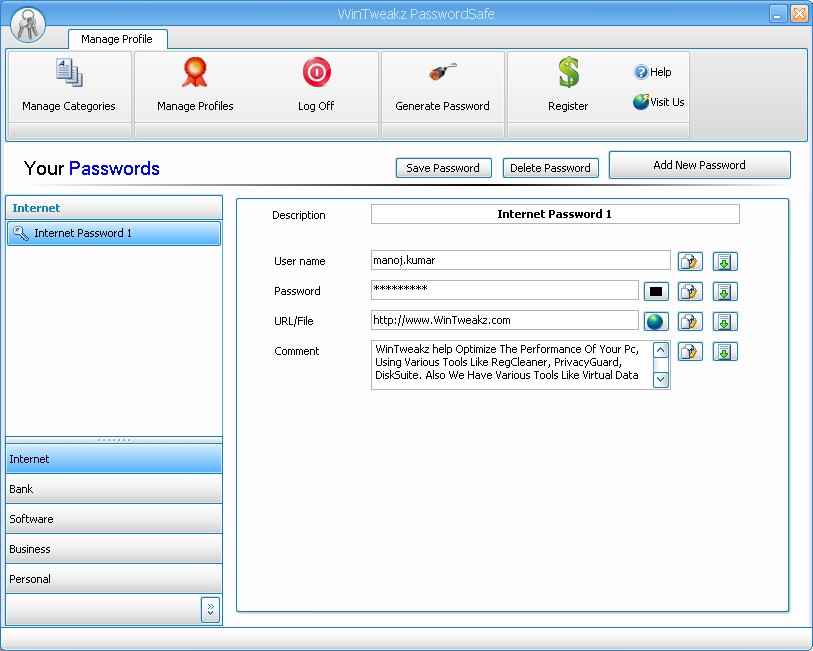 WinTweakz PasswordSafe
Manage Profile
Manage Categories
Manage Profiles
Log Off
Generate Password
Register
Help
Visit Us
Your Passwords
Save Password
Delete Password
Add New Password
Internet
Internet Password 1
Description
Internet Password 1
User name
manoj.kumar
Password
*********
URL/File
http://www.WinTweakz.com
Comment
WinTweakz help Optimize The Performance Of Your Pc,
Using Various Tools Like RegCleaner, PrivacyGuard,
DiskSuite. Also We Have Various Tools Like Virtual Data
Internet
Bank
Software
Business
Personal